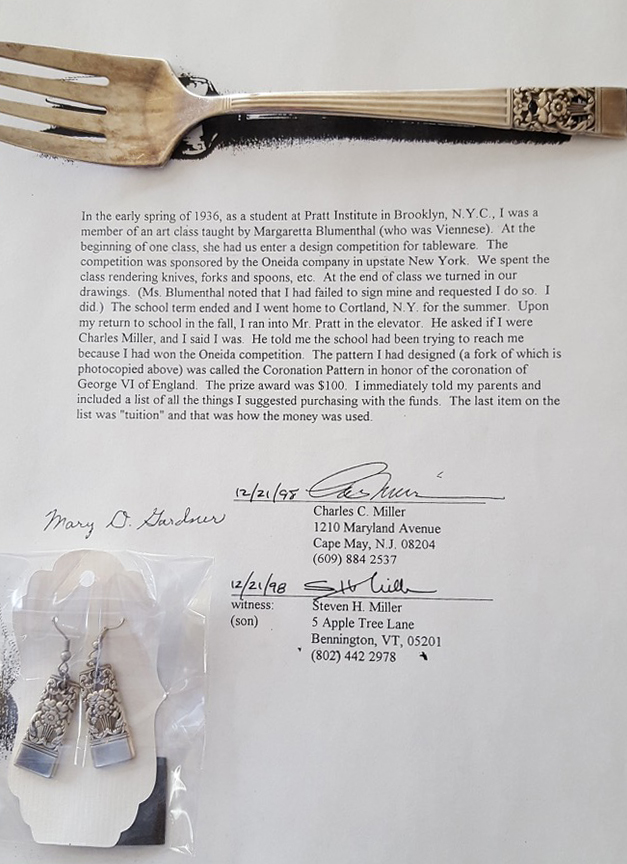 In the early spring of 1936, as a student at Pratt Institute in Brooklyn, N.Y.C., I was a
member of an art class taught by Margaretta Blumenthal (who was Viennese). At the
beginning of one class, she had us enter a design competition for tableware. The
competition was sponsored by the Oneida company in upstate New York. We spent the
class rendering knives, forks and spoons, etc. At the end of class we turned in our
drawings. (Ms. Blumenthal noted that I had failed to sign mine and requested I do so. I
did.) The school term ended and I went home to Cortland, N.Y. for the summer. Upon
my return to school in the fall, I ran into Mr. Pratt in the elevator. He asked if I were
Charles Miller, and I said I was. He told me the school had been trying to reach me
because I had won the Oneida competition. The pattern I had designed (a fork of which is
photocopied above) was called the Coronation Pattern in honor of the coronation of
George VI of England. The prize award was $100. I immediately told my parents and
included a list of all the things I suggested purchasing with the funds. The last item on the
list was "tuition" and that was how the money was used.
12/21/98
Charles C. Miller
1210 Maryland Avenue
Cape May, N.J. 08204
(609) 884 2537
Mary D. Gardner
12/21/98 SH Miller
witness: Steven H. Miller
(son) 5 Apple Tree Lane
Bennington, VT, 05201
(802) 442 2978